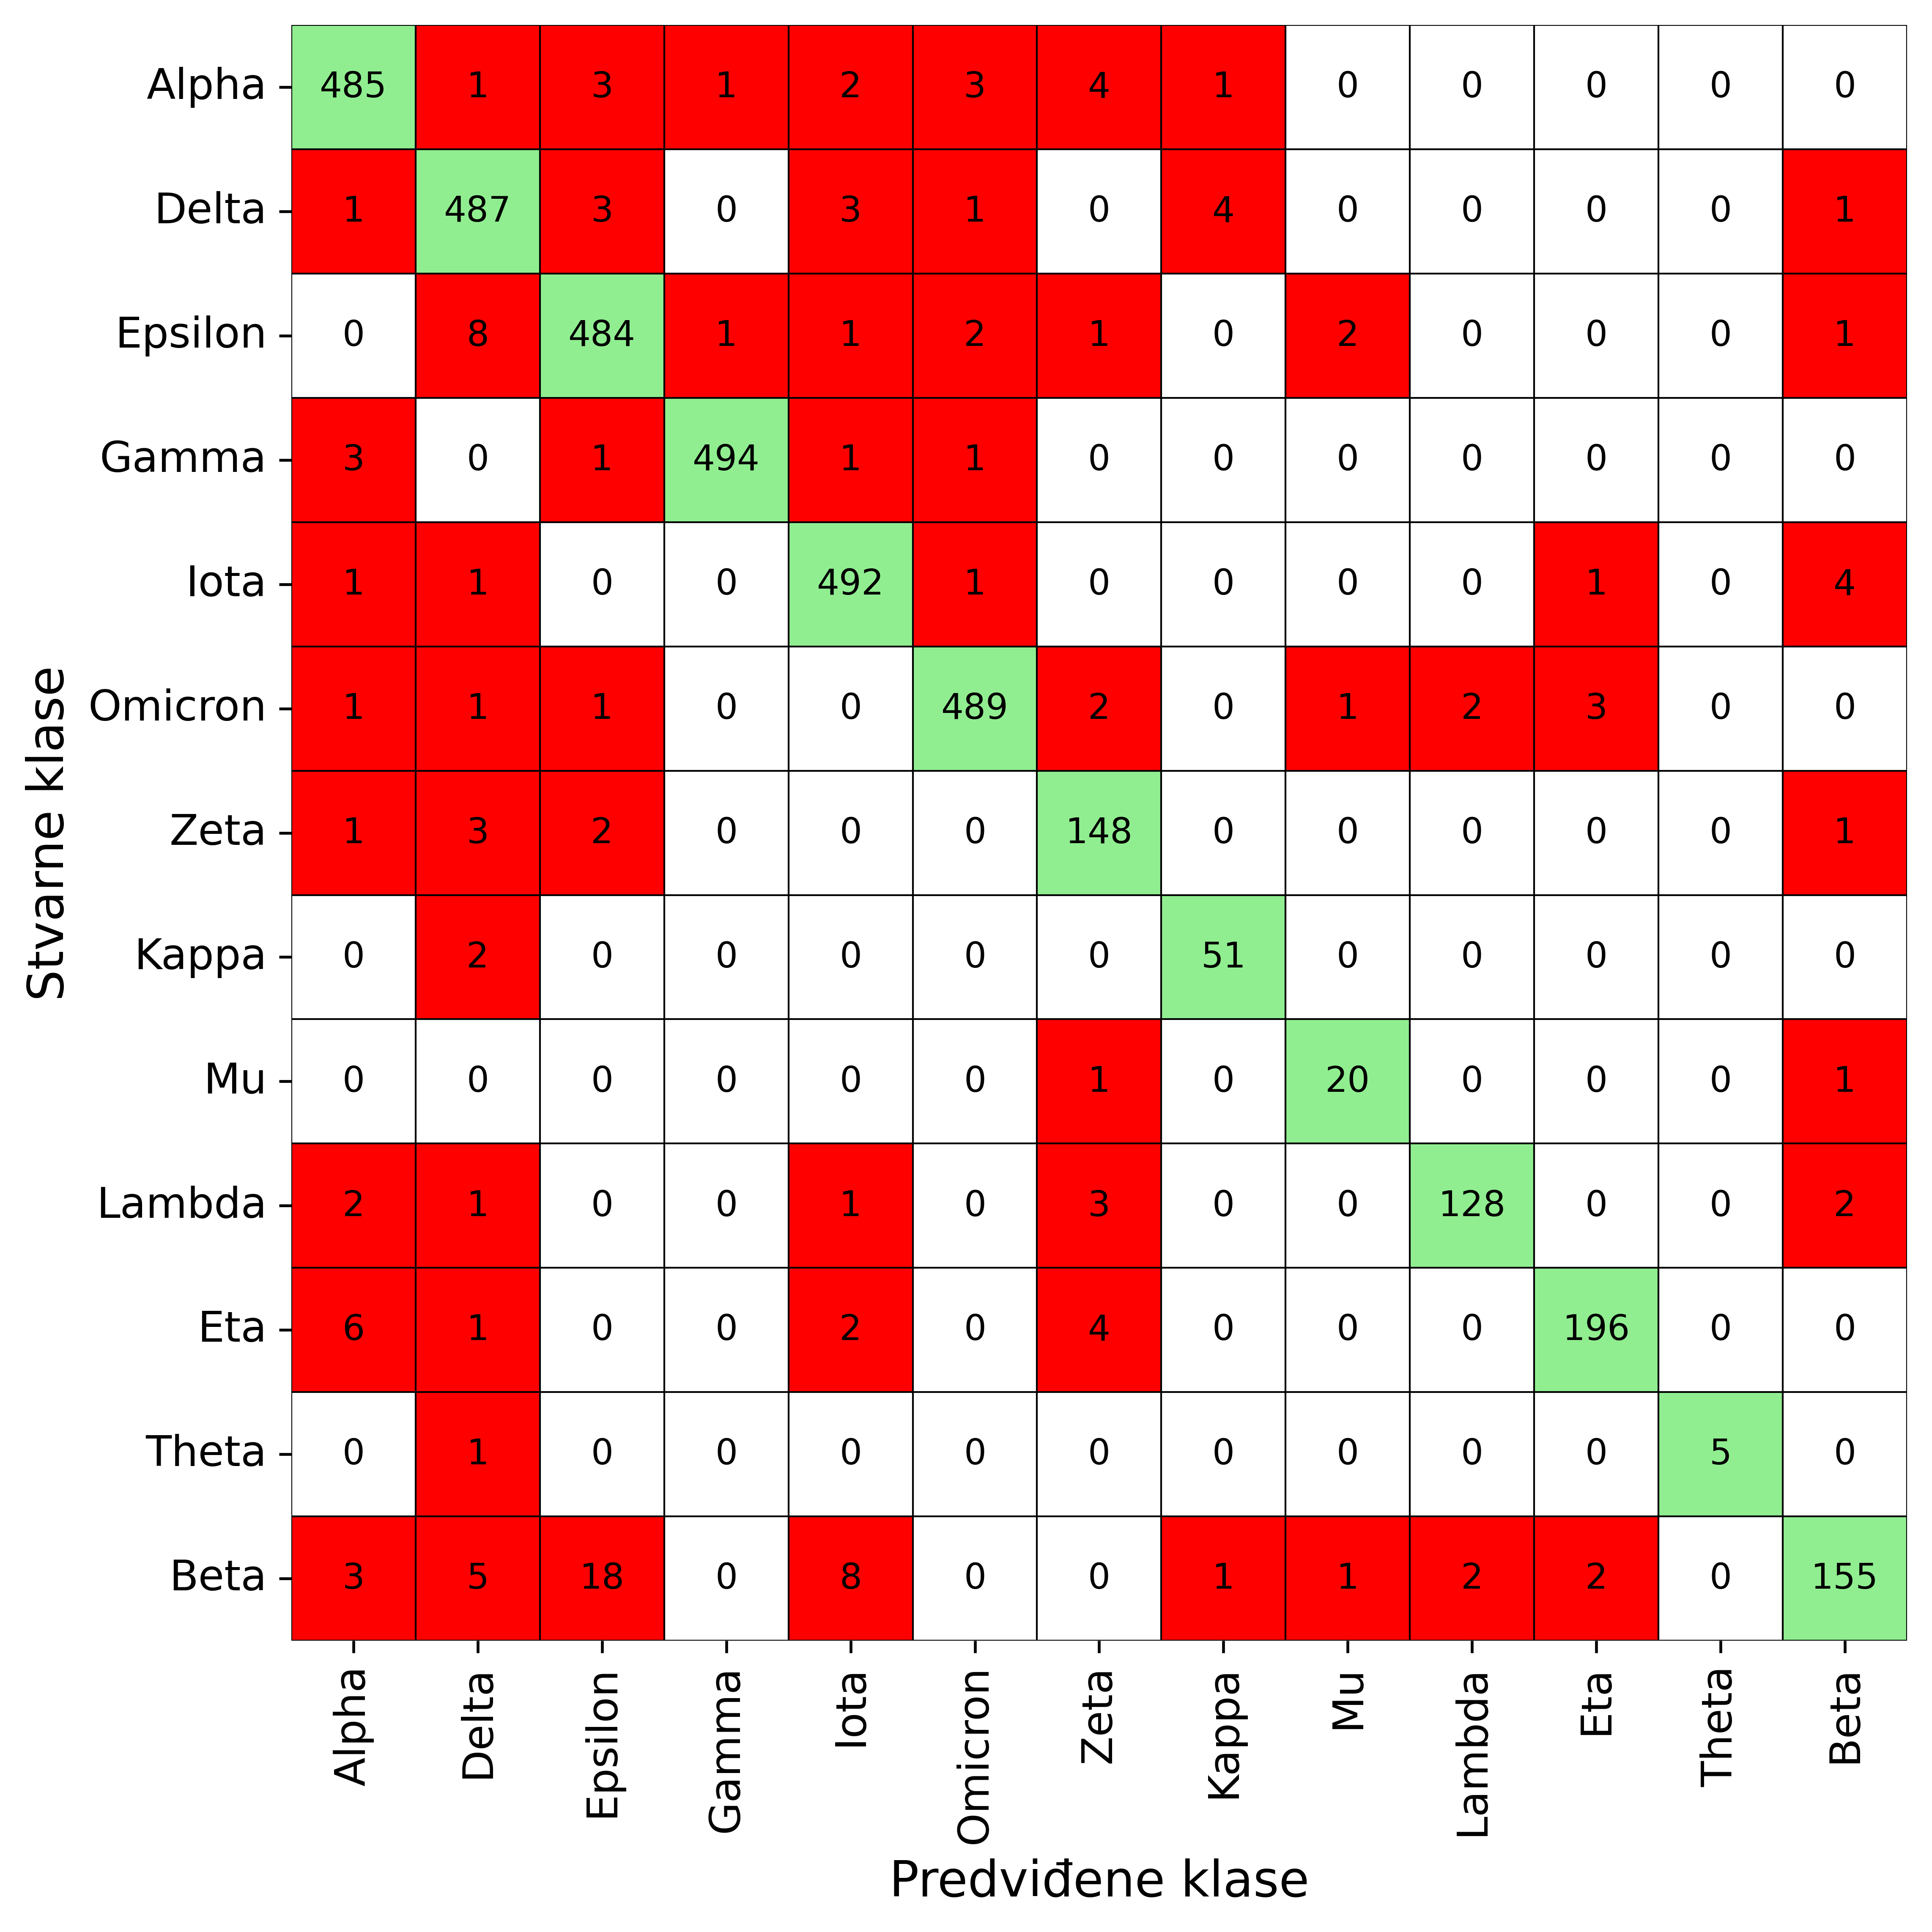 Stvarne klase
Alpha 485 1 3 1 2 3 4 1 0 0 0 0 0
Delta 1 487 3 0 3 1 0 4 0 0 0 0 1
Epsilon 0 8 484 1 1 2 1 0 2 0 0 0 1
Gamma 3 0 1 494 1 1 0 0 0 0 0 0 0
Iota 1 1 0 0 492 1 0 0 0 0 1 0 4
Omicron 1 1 1 0 0 489 2 0 1 2 3 0 0
Zeta 1 3 2 0 0 0 148 0 0 0 0 0 1
Kappa 0 2 0 0 0 0 0 51 0 0 0 0 0
Mu 0 0 0 0 0 0 1 0 20 0 0 0 1
Lambda 2 1 0 0 1 0 3 0 0 128 0 0 2
Eta 6 1 0 0 2 0 4 0 0 0 196 0 0
Theta 0 1 0 0 0 0 0 0 0 0 0 5 0
Beta 3 5 18 0 8 0 0 1 1 2 2 0 155
Alpha Delta Epsilon Gamma Iota Omicron Zeta Kappa Mu Lambda Eta Theta Beta
Predviđene klase